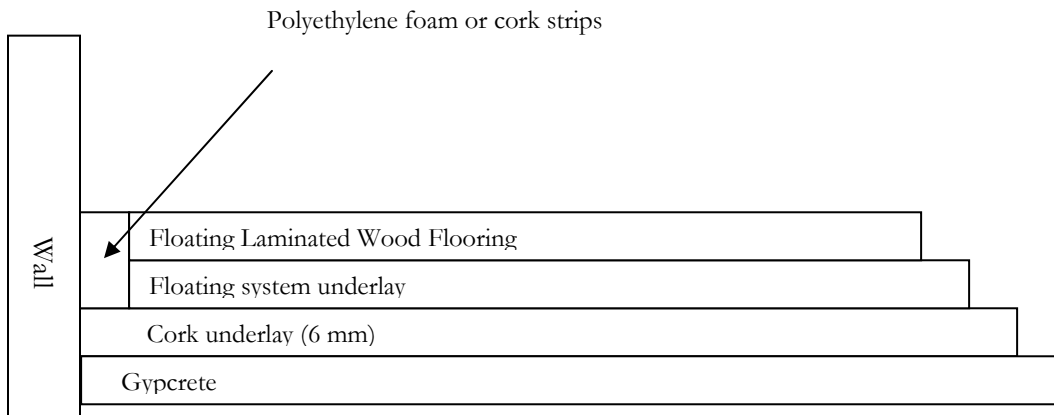 Polyethylene foam or cork strips
Wall
Floating Laminated Wood Flooring
Floating system underlay
Cork underlay (6 mm)
Gypcrete